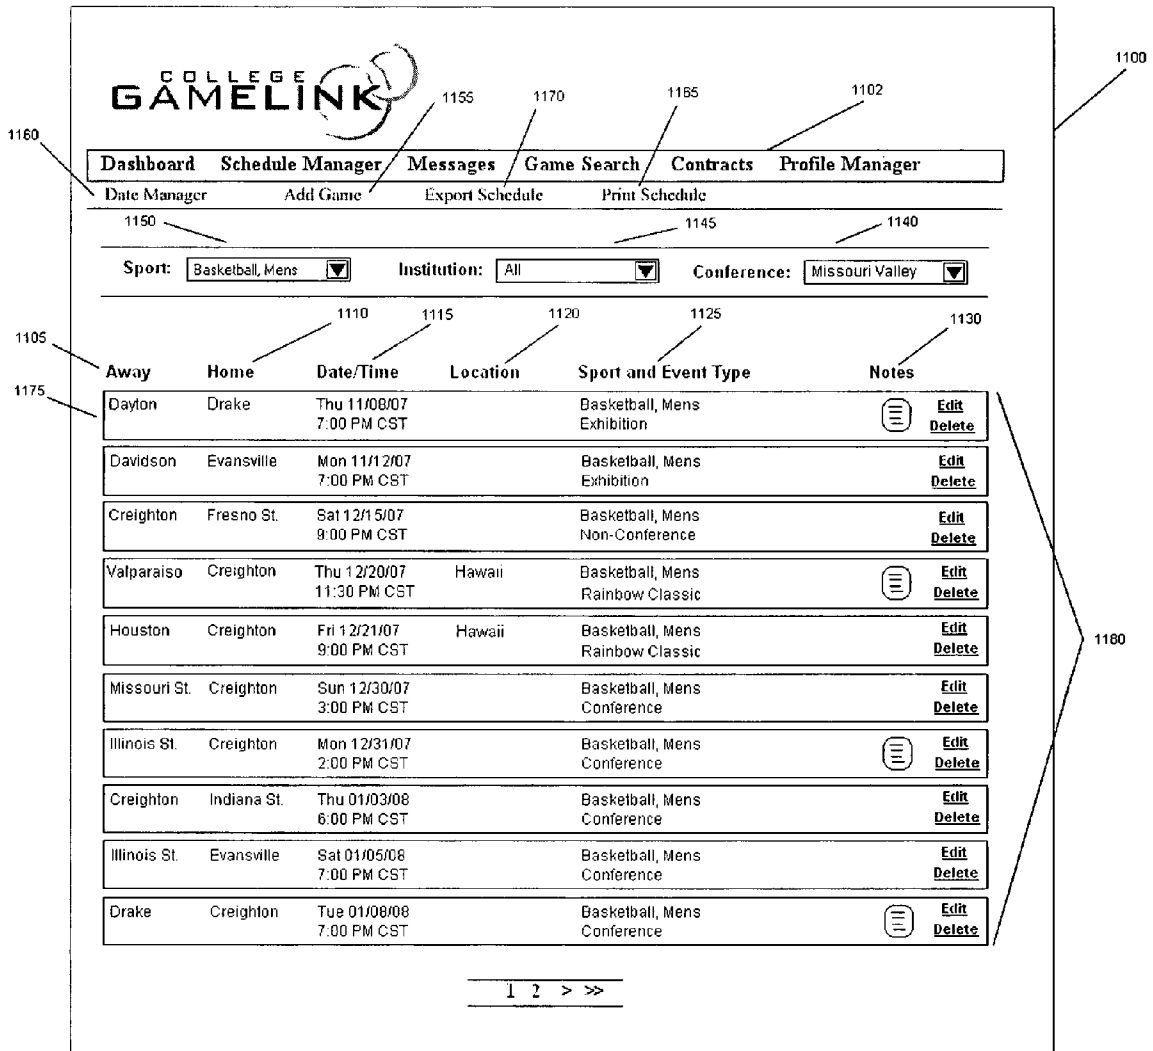 1100
COLLEGE
GAMELINK
1155 1170 1165 1102
1160
Dashboard Schedule Manager Messages Game Search Contracts Profile Manager
Date Manager Add Game Export Schedule Print Schedule
1150 1145 1140
Sport: Basketball, Mens Institution: All Conference: Missouri Valley
1110 1115 1120 1125 1130
1105
Away Home Date/Time Location Sport and Event Type Notes
1175
Dayton Drake Thu 11/08/07 Basketball, Mens Edit
7:00 PM CST Exhibition Delete
Davidson Evansville Mon 11/12/07 Basketball, Mens Edit
7:00 PM CST Exhibition Delete
Creighton Fresno St. Sat 12/15/07 Basketball, Mens Edit
9:00 PM CST Non-Conference Delete
Valparaiso Creighton Thu 12/20/07 Hawaii Basketball, Mens Edit
11:30 PM CST Rainbow Classic Delete
Houston Creighton Fri 12/21/07 Hawaii Basketball, Mens Edit
9:00 PM CST Rainbow Classic Delete
1180
Missouri St. Creighton Sun 12/30/07 Basketball, Mens Edit
3:00 PM CST Conference Delete
Illinois St. Creighton Mon 12/31/07 Basketball, Mens Edit
2:00 PM CST Conference Delete
Creighton Indiana St. Thu 01/03/08 Basketball, Mens Edit
6:00 PM CST Conference Delete
Illinois St. Evansville Sat 01/05/08 Basketball, Mens Edit
7:00 PM CST Conference Delete
Drake Creighton Tue 01/08/08 Basketball, Mens Edit
7:00 PM CST Conference Delete
1 2 > >>